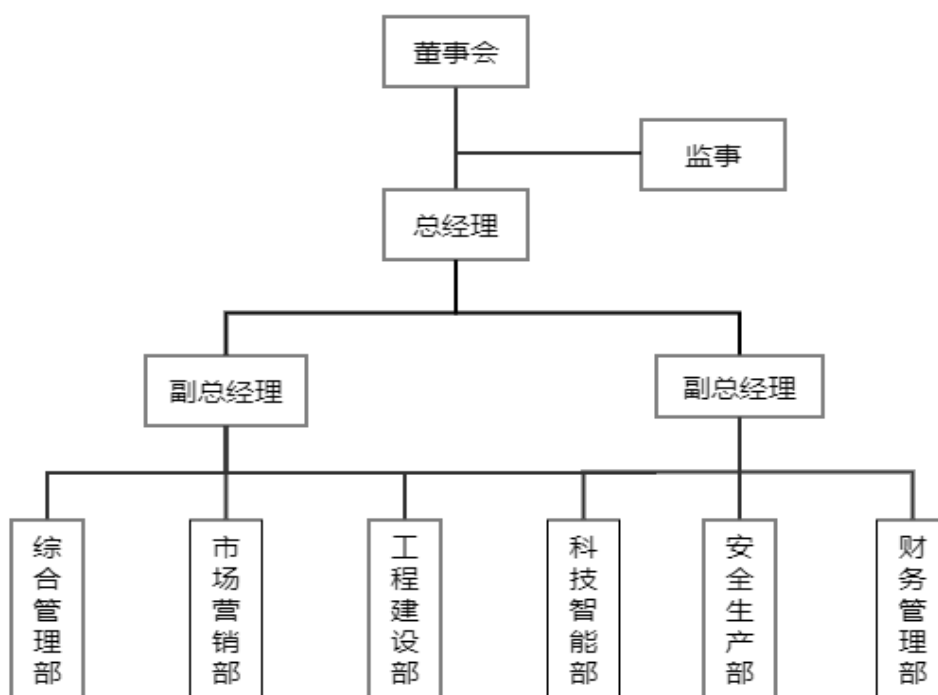 董事会
监事
总经理
副总经理
副总经理
综合管理部
市场营销部
工程建设部
科技智能部
安全生产部
财务管理部